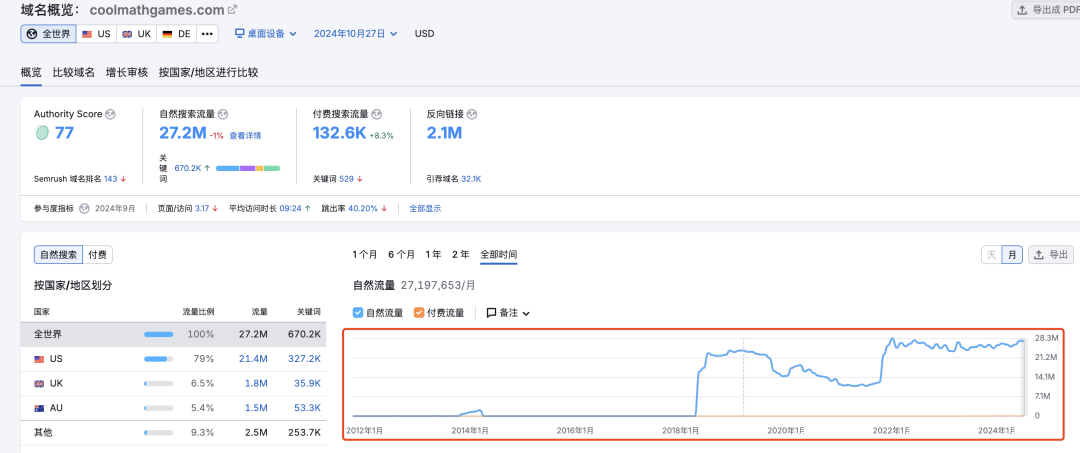 域名概览： coolmathgames.com
导出成 PDF
全世界 US UK DE •••
桌面设备 2024年10月27日 USD
概览 比较域名 增长审核 按国家/地区进行比较
Authority Score 自然搜索流量 付费搜索流量 反向链接
77 27.2M -1% 查看详情 132.6K +8.3% 2.1M
关键词 670.2K ↑
Semrush 域名排名 143 ↓ 关键词 529 ↓ 引荐域名 32.1K
参与度指标 2024年9月 页面/访问 3.17 ↓ 平均访问时长 09:24 ↑ 跳出率 40.20% ↓ 全部显示
自然搜索 付费
1 个月 6 个月 1 年 2 年 全部时间
天 月 导出
按国家/地区划分
自然流量 27,197,653/月
国家 流量比例 流量 关键词
自然流量 付费流量 备注
全世界 100% 27.2M 670.2K
US 79% 21.4M 327.2K
UK 6.5% 1.8M 35.9K
AU 5.4% 1.5M 53.3K
其他 9.3% 2.5M 253.7K
28.3M
21.2M
14.1M
7.1M
0
2012年1月 2014年1月 2016年1月 2018年1月 2020年1月 2022年1月 2024年1月